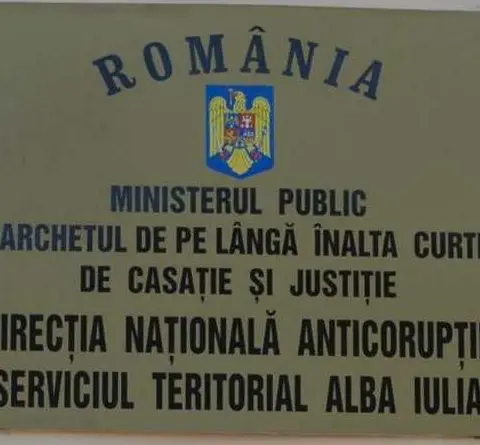 ROMÂNIA
MINISTERUL PUBLIC
ARCHETUL DE PE LÂNGĂ ÎNALTA CURT
DE CASAȚIE ȘI JUSTIȚIE
IRECȚIA NAȚIONALĂ ANTICORUPȚI
SERVICIUL TERITORIAL ALBA IULIA